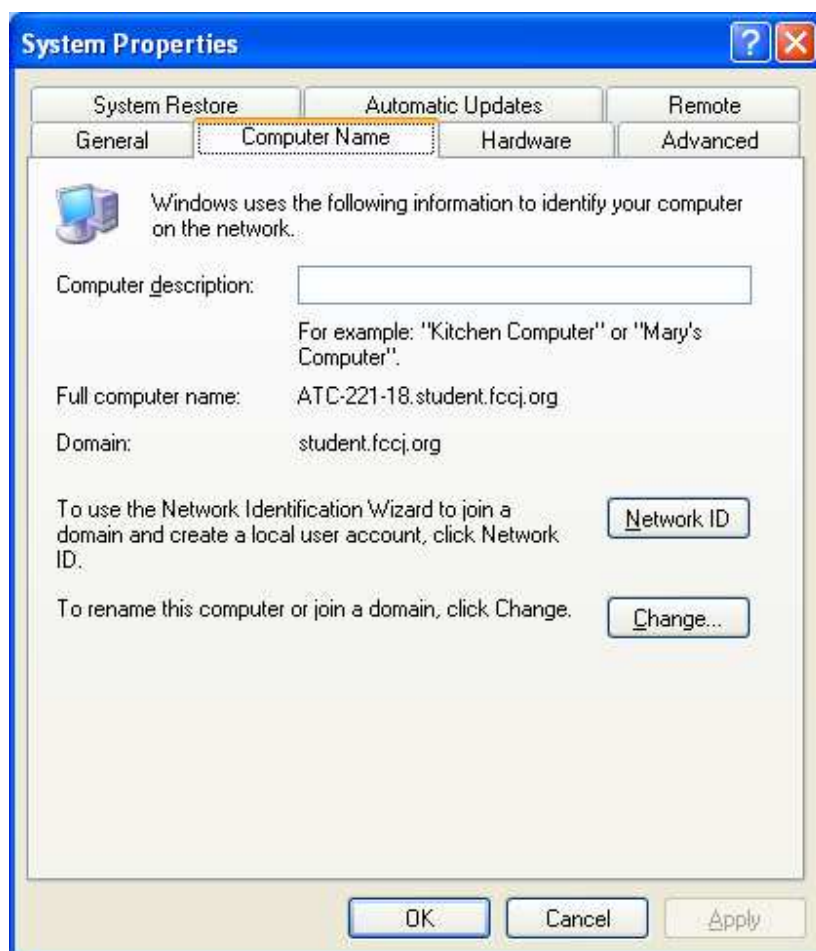 System Properties
System Restore
Automatic Updates
Remote
General
Computer Name
Hardware
Advanced
Windows uses the following information to identify your computer
on the network.
Computer description:
For example: "Kitchen Computer" or "Mary's
Computer".
Full computer name:
ATC-221-18.student.fccj.org
Domain:
student.fccj.org
To use the Network Identification Wizard to join a
domain and create a local user account, click Network
ID.
Network ID
To rename this computer or join a domain, click Change.
Change...
OK
Cancel
Apply